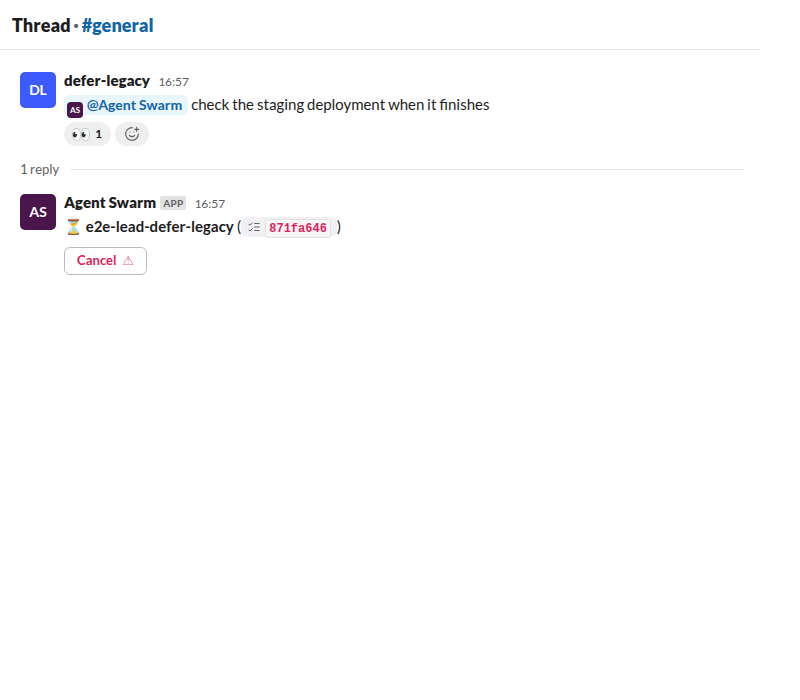 Thread • #general
DL
defer-legacy 16:57
AS @Agent Swarm check the staging deployment when it finishes
👀 1
1 reply
AS
Agent Swarm APP 16:57
⏳ e2e-lead-defer-legacy ( 871fa646 )
Cancel ⚠